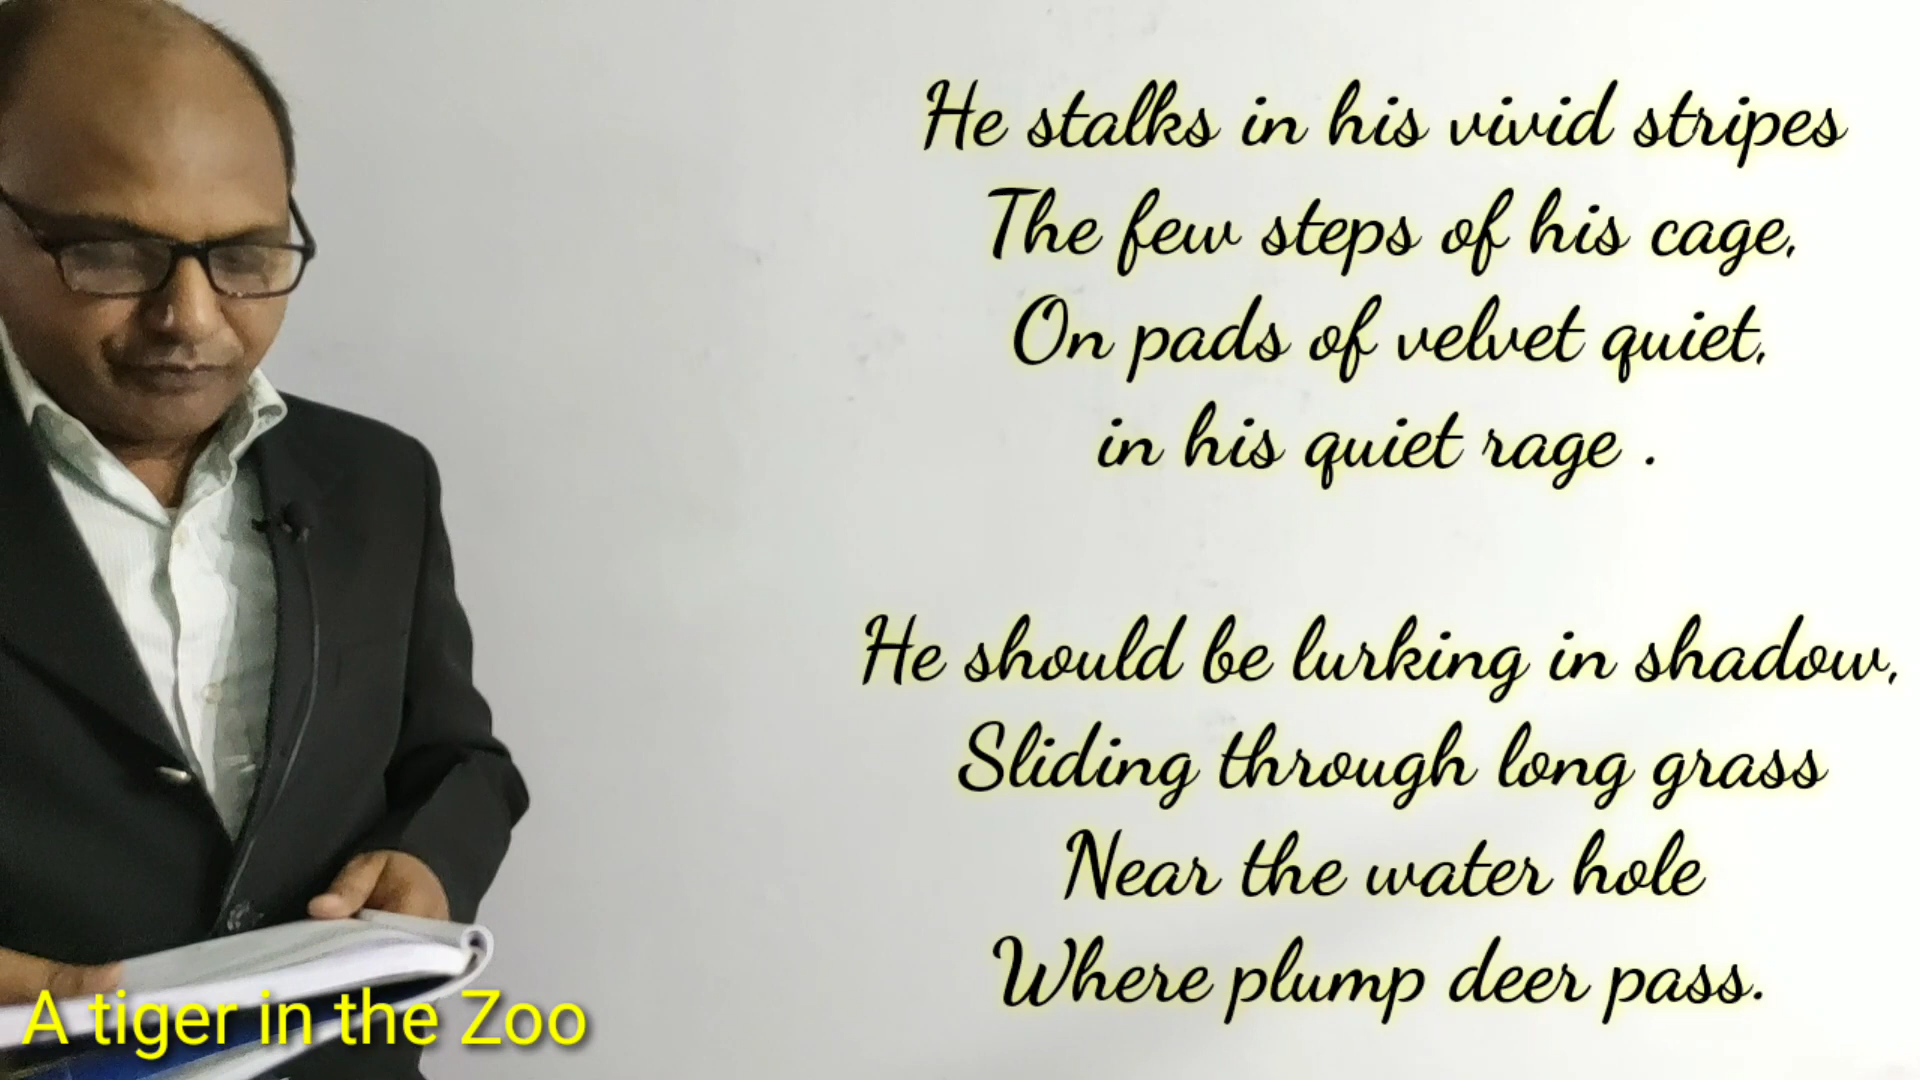 He stalks in his vivid stripes
The few steps of his cage,
On pads of velvet quiet,
in his quiet rage .
He should be lurking in shadow,
Sliding through long grass
Near the water hole
Where plump deer pass.
A tiger in the Zoo